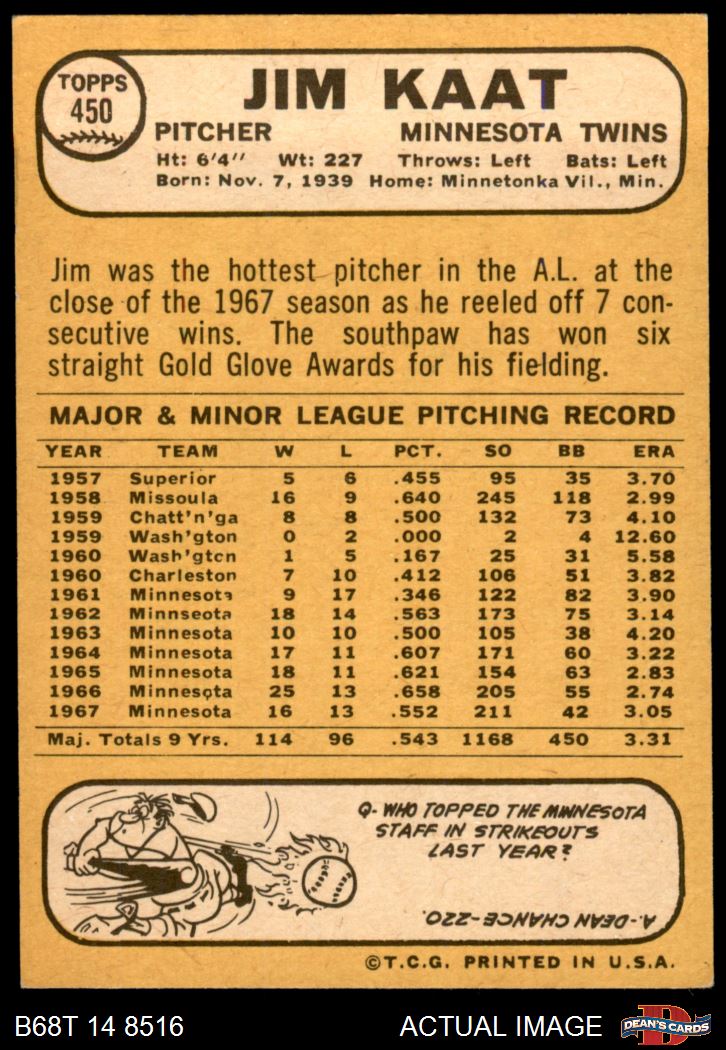 TOPPS
450
JIM KAAT
PITCHER MINNESOTA TWINS
Ht: 6'4" Wt: 227 Throws: Left Bats: Left
Born: Nov. 7, 1939 Home: Minnetonka Vil., Min.
Jim was the hottest pitcher in the A.L. at the
close of the 1967 season as he reeled off 7 con-
secutive wins. The southpaw has won six
straight Gold Glove Awards for his fielding.
MAJOR & MINOR LEAGUE PITCHING RECORD
YEAR TEAM W L PCT. SO BB ERA
1957 Superior 5 6 .455 95 35 3.70
1958 Missoula 16 9 .640 245 118 2.99
1959 Chatt'n'ga 8 8 .500 132 73 4.10
1959 Wash'gton 0 2 .000 2 4 12.60
1960 Wash'gton 1 5 .167 25 31 5.58
1960 Charleston 7 10 .412 106 51 3.82
1961 Minnesota 9 17 .346 122 82 3.90
1962 Minnseota 18 14 .563 173 75 3.14
1963 Minnesota 10 10 .500 105 38 4.20
1964 Minnesota 17 11 .607 171 60 3.22
1965 Minnesota 18 11 .621 154 63 2.83
1966 Minnesota 25 13 .658 205 55 2.74
1967 Minnesota 16 13 .552 211 42 3.05
Maj. Totals 9 Yrs. 114 96 .543 1168 450 3.31
Q-WHO TOPPED THE MINNESOTA
STAFF IN STRIKEOUTS
LAST YEAR?
A-DEAN CHANCE-220.
©T.C.G. PRINTED IN U.S.A.
B68T 14 8516 ACTUAL IMAGE
D
DEAN'S CARDS